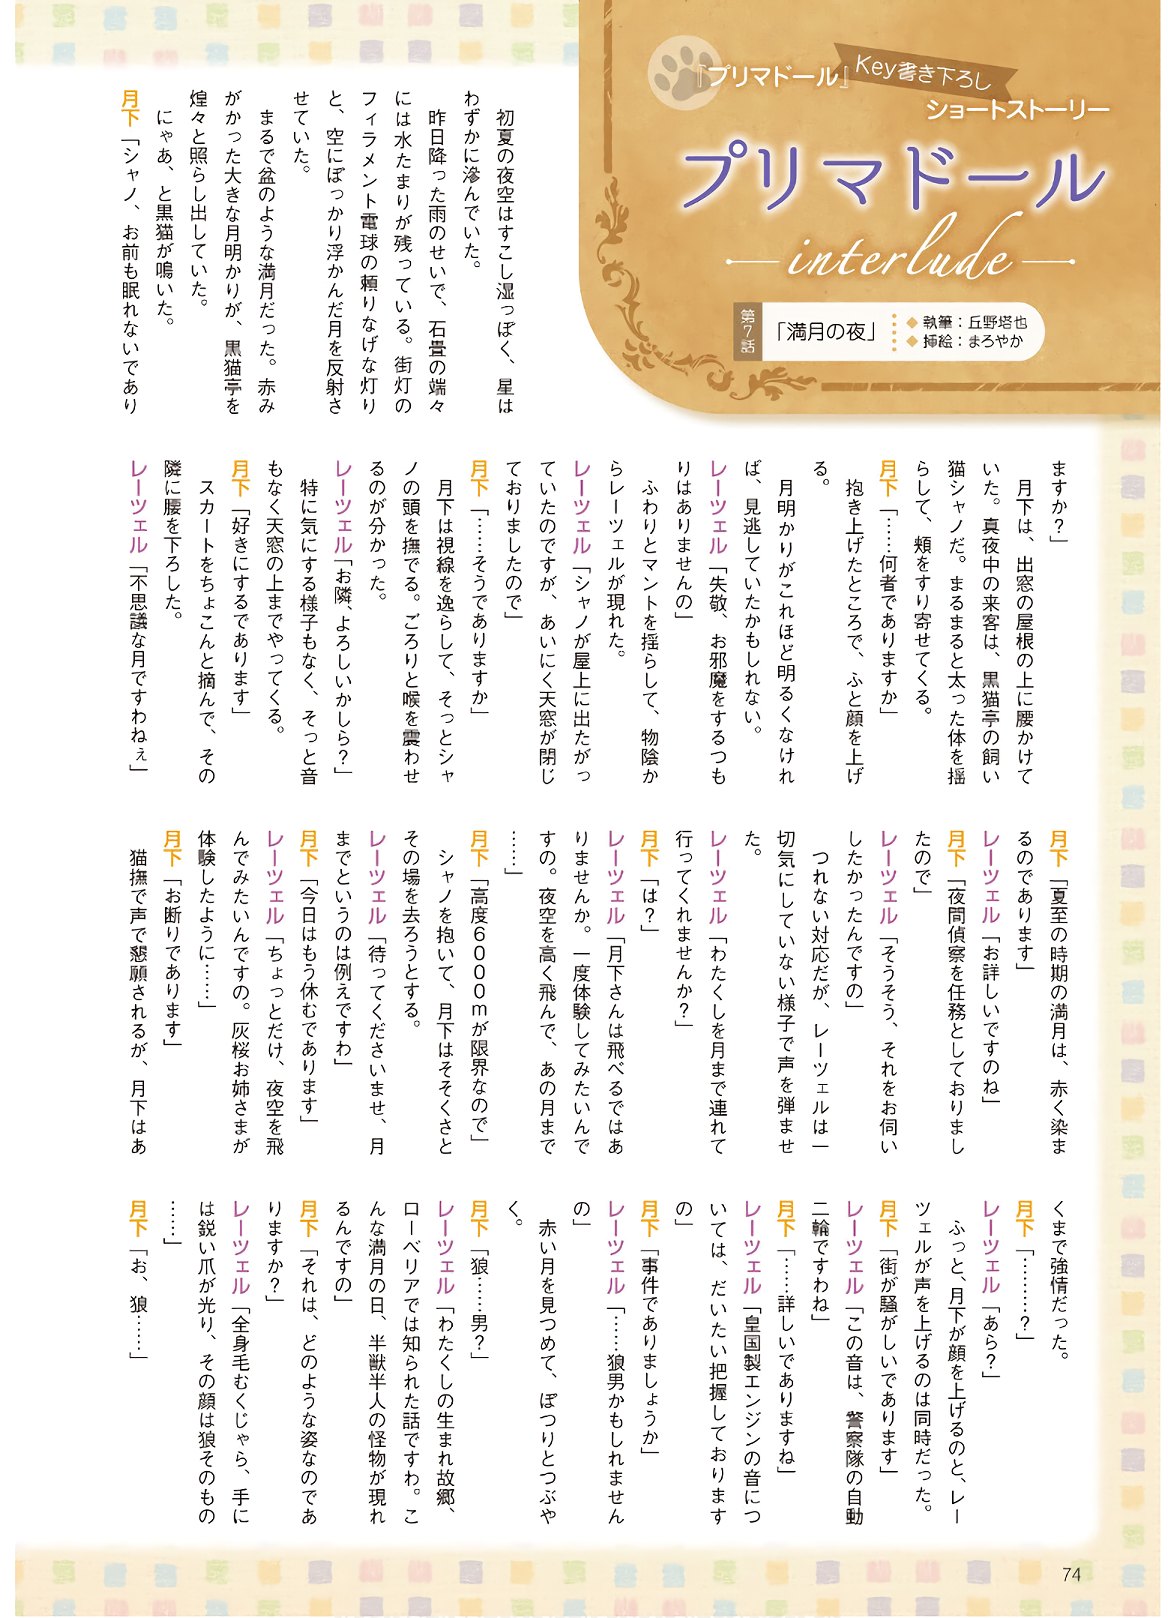 『プリマドール』
Key書き下ろし
ショートストーリー
プリマドール
interlude
第7話
「満月の夜」
◆執筆:丘野塔也
◆挿絵:まろやか
初夏の夜空はすこし湿っぽく、星は
わずかに滲んでいた。
昨日降った雨のせいで、石畳の端々
には水たまりが残っている。街灯の
フィラメント電球の頼りなげな灯り
と、空にぽっかり浮かんだ月を反射さ
せていた。
まるで盆のような満月だった。赤み
がかった大きな月明かりが、黒猫亭を
煌々と照らし出していた。
にゃあ、と黒猫が鳴いた。
月下「シャノ、お前も眠れないであり
ますか?」
月下は、出窓の屋根の上に腰かけて
いた。真夜中の来客は、黒猫亭の飼い
猫シャノだ。まるまると太った体を揺
らして、頬をすり寄せてくる。
月下「……何者でありますか」
抱き上げたところで、ふと顔を上げ
る。
月明かりがこれほど明るくなけれ
ば、見逃していたかもしれない。
レーツェル「失敬、お邪魔をするつも
りはありませんの」
ふわりとマントを揺らして、物陰か
らレーツェルが現れた。
レーツェル「シャノが屋上に出たがっ
ていたのですが、あいにく天窓が閉じ
ておりましたので」
月下「……そうでありますか」
月下は視線を逸らして、そっとシャ
ノの頭を撫でる。ごろりと喉を震わせ
るのが分かった。
レーツェル「お隣、よろしいかしら?」
特に気にする様子もなく、そっと音
もなく天窓の上までやってくる。
月下「好きにするであります」
スカートをちょこんと摘んで、その
隣に腰を下ろした。
レーツェル「不思議な月ですわねぇ」
月下「夏至の時期の満月は、赤く染ま
るのであります」
レーツェル「お詳しいですのね」
月下「夜間偵察を任務としておりまし
たので」
レーツェル「そうそう、それをお伺い
したかったんですの」
つれない対応だが、レーツェルは一
切気にしていない様子で声を弾ませ
た。
レーツェル「わたくしを月まで連れて
行ってくれませんか?」
月下「は?」
レーツェル「月下さんは飛べるではあ
りませんか。一度体験してみたいんで
すの。夜空を高く飛んで、あの月まで
……」
月下「高度6000mが限界なので」
シャノを抱いて、月下はそそくさと
その場を去ろうとする。
レーツェル「待ってくださいませ、月
までというのは例えですわ」
月下「今日はもう休むであります」
レーツェル「ちょっとだけ、夜空を飛
んでみたいんですの。灰桜お姉さまが
体験したように……」
月下「お断りであります」
猫撫で声で懇願されるが、月下はあ
くまで強情だった。
月下「………?」
レーツェル「あら?」
ふっと、月下が顔を上げるのと、レー
ツェルが声を上げるのは同時だった。
月下「街が騒がしいであります」
レーツェル「この音は、警察隊の自動
二輪ですわね」
月下「……詳しいでありますね」
レーツェル「皇国製エンジンの音につ
いては、だいたい把握しております
の」
月下「事件でありましょうか」
レーツェル「……狼男かもしれません
の」
赤い月を見つめて、ぽつりとつぶや
く。
月下「狼……男?」
レーツェル「わたくしの生まれ故郷、
ローベリアでは知られた話ですわ。こ
んな満月の日、半獣半人の怪物が現れ
るんですの」
月下「それは、どのような姿なのであ
りますか?」
レーツェル「全身毛むくじゃら、手に
は鋭い爪が光り、その顔は狼そのもの
……」
月下「お、狼……」
74